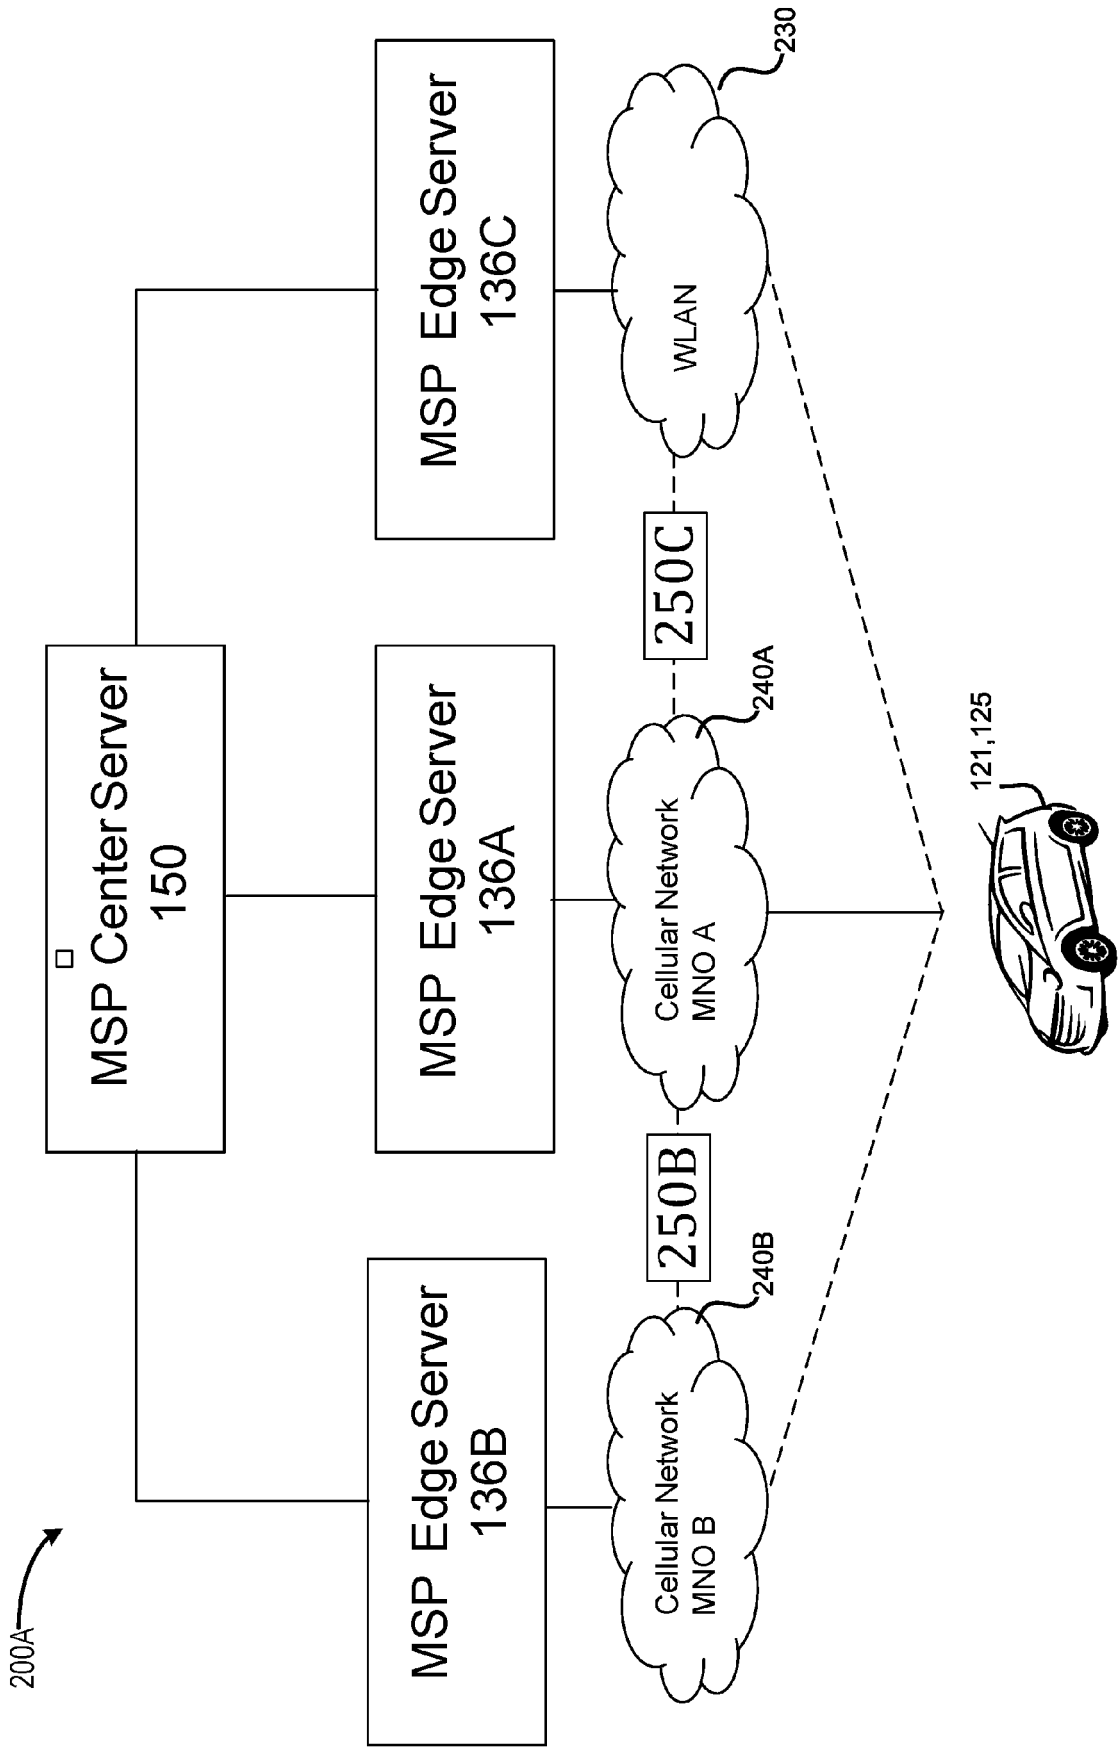 200A
MSP Center Server
150
MSP Edge Server
136B
MSP Edge Server
136A
MSP Edge Server
136C
Cellular Network
MNO B
240B
250B
Cellular Network
MNO A
240A
250C
WLAN
230
121,125